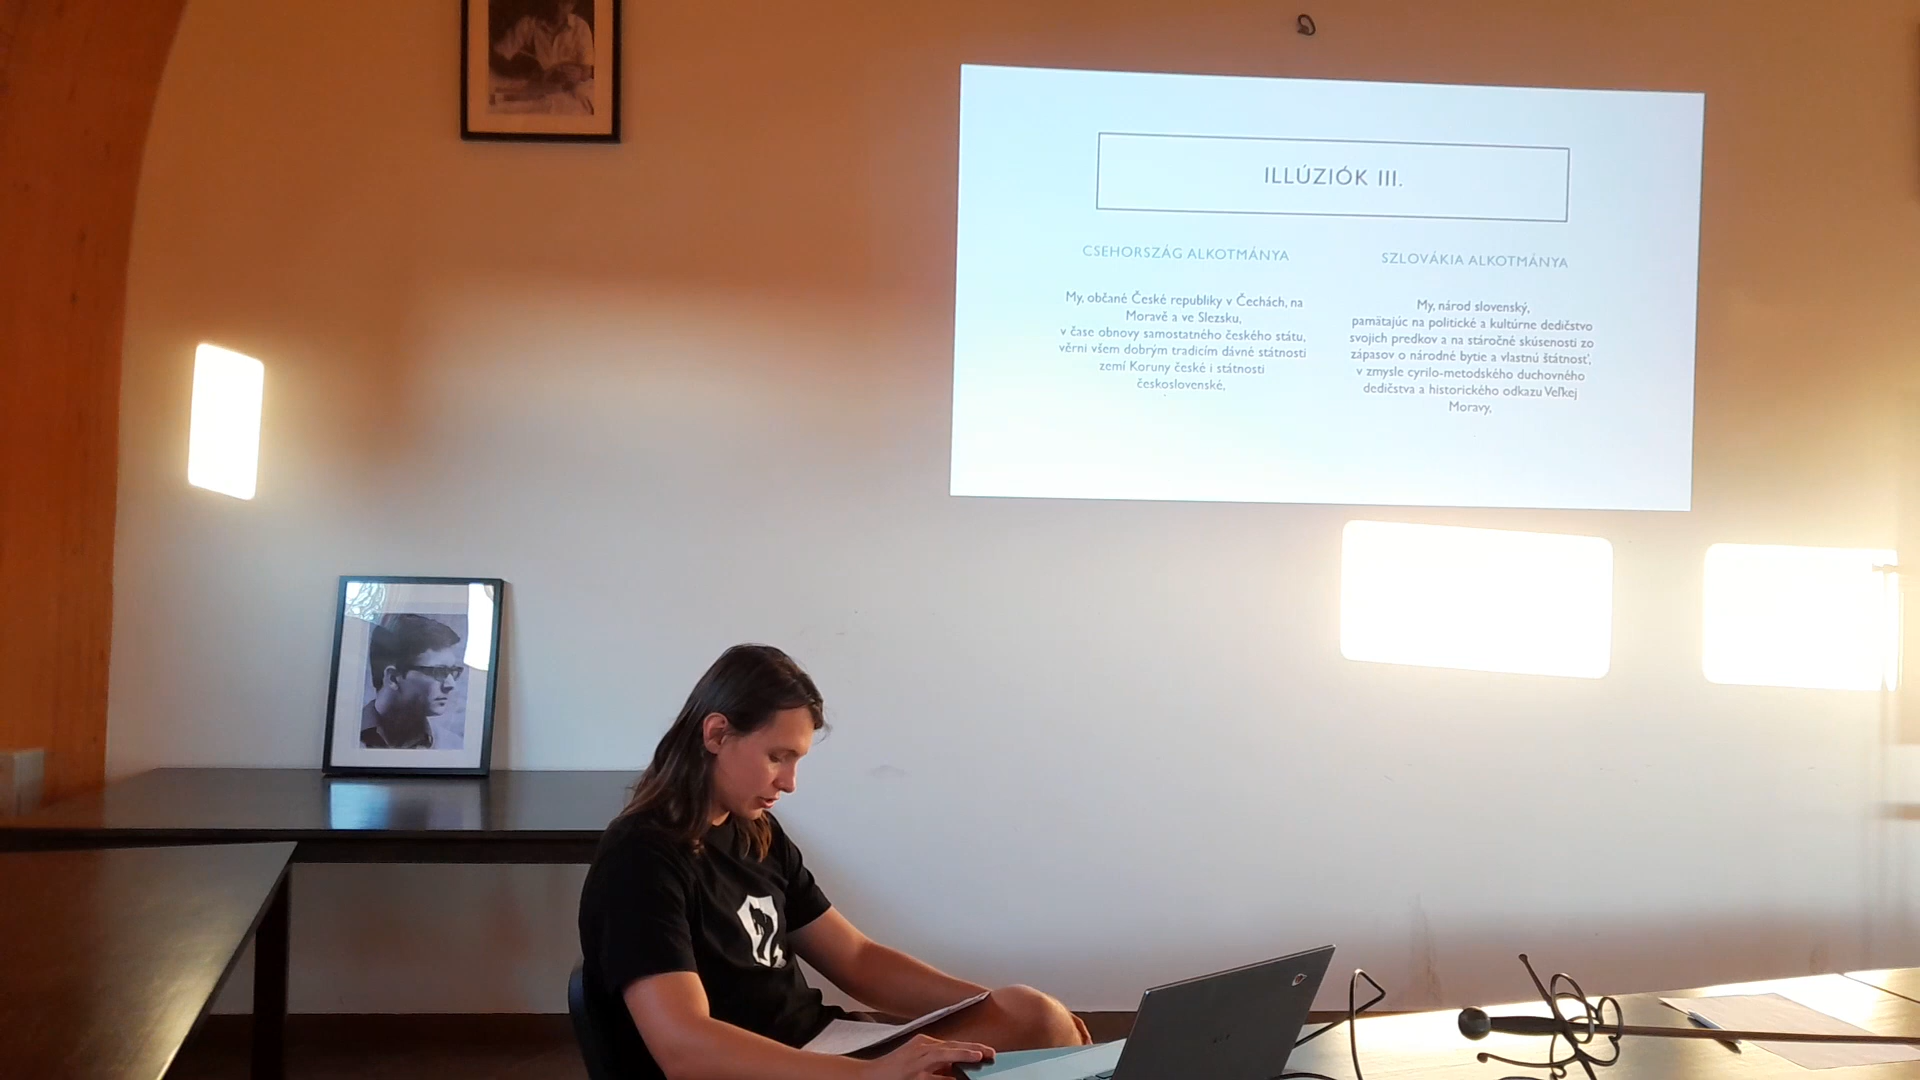 ILLÚZIÓK III.
CSEHORSZÁG ALKOTMÁNYA
My, občané České republiky v Čechách, na
Moravě a ve Slezsku,
v čase obnovy samostatného českého státu,
věrni všem dobrým tradicím dávné státnosti
zemí Koruny české i státnosti
československé,
SZLOVÁKIA ALKOTMÁNYA
My, národ slovenský,
pamätajúc na politické a kultúrne dedičstvo
svojich predkov a na stáročné skúsenosti zo
zápasov o národné bytie a vlastnú štátnosť,
v zmysle cyrilo-metodského duchovného
dedičstva a historického odkazu Veľkej
Moravy,